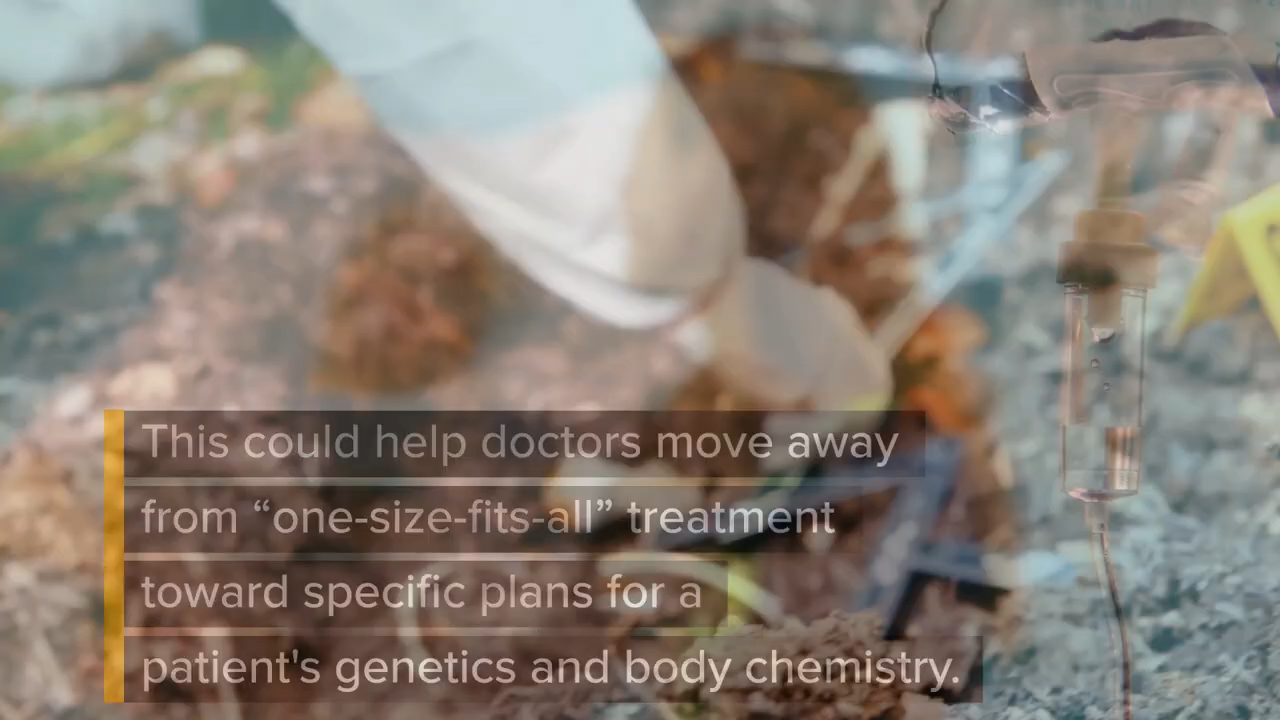 This could help doctors move away
from “one-size-fits-all” treatment
toward specific plans for a
patient's genetics and body chemistry.